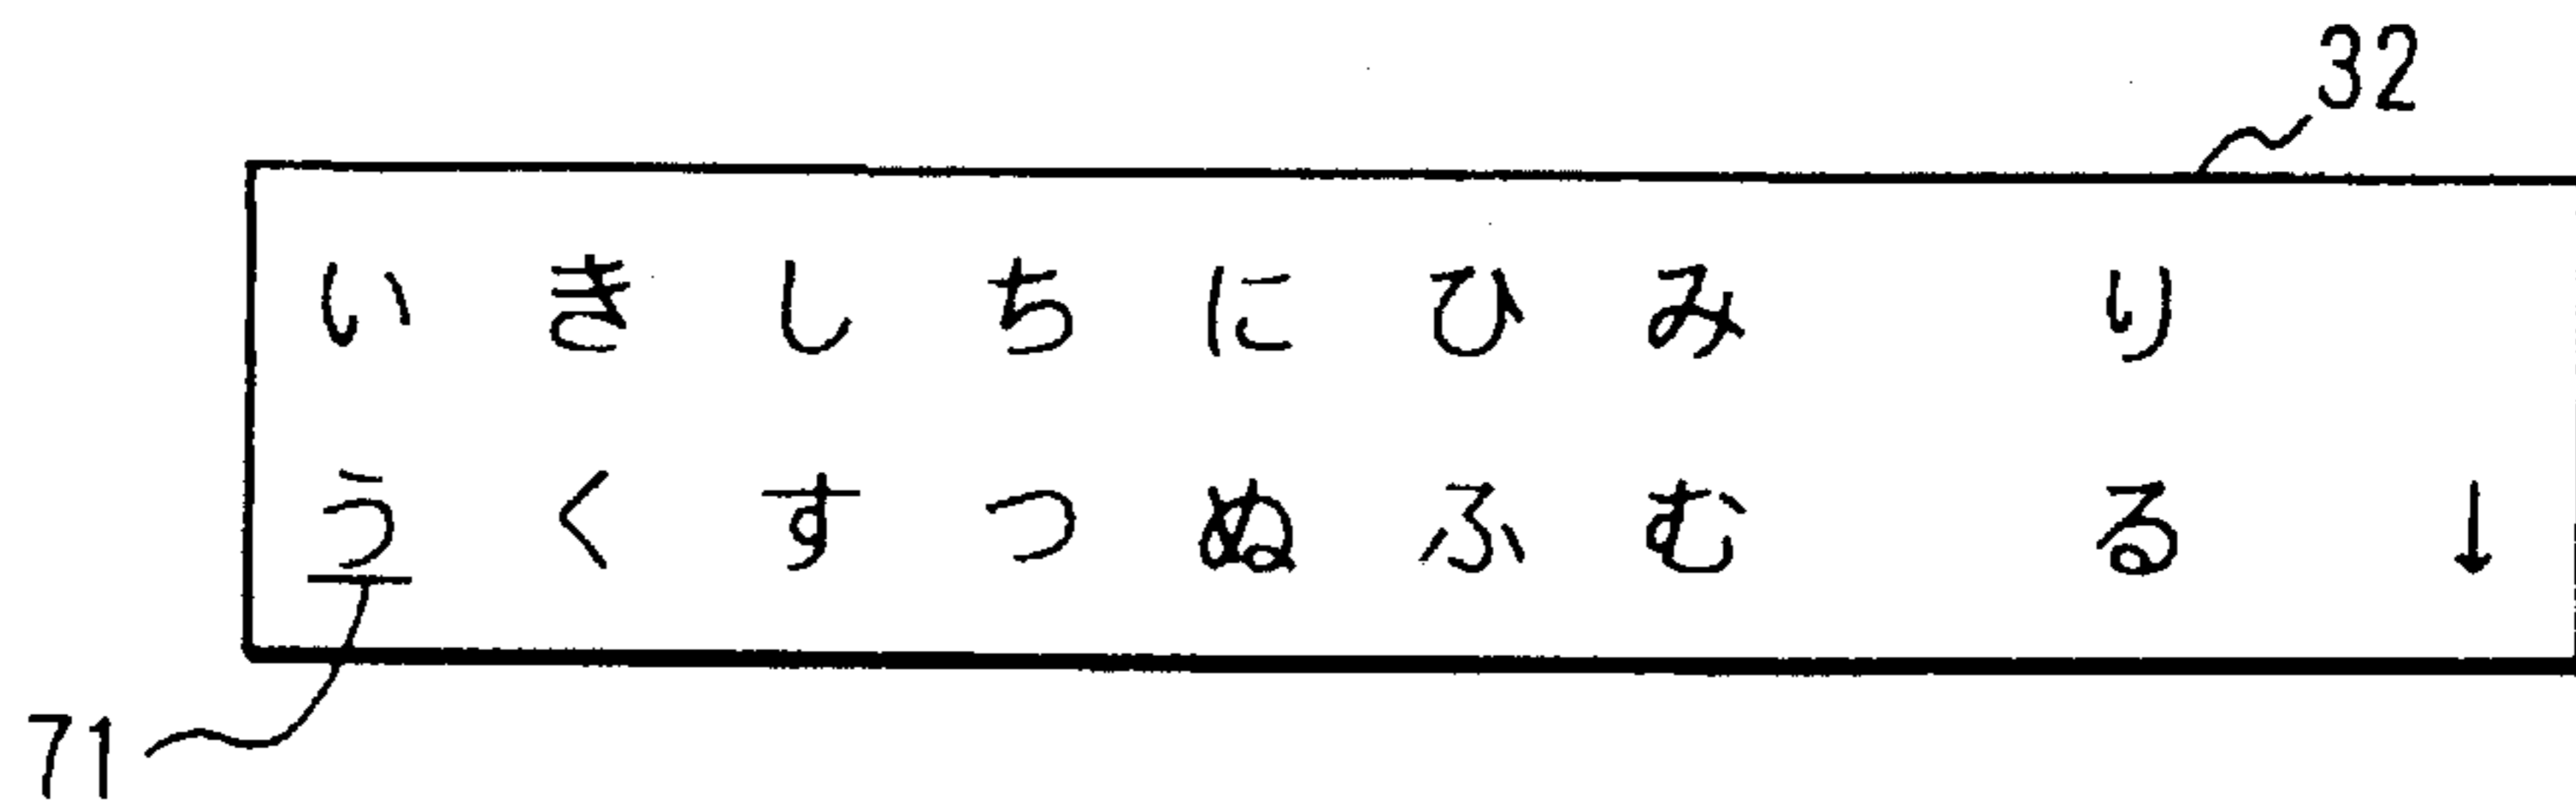 32
い き し ち に ひ み り
う く す つ ぬ ふ む る ↓
71